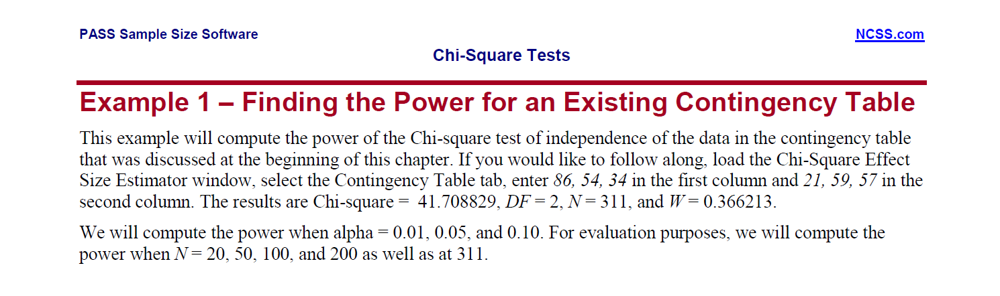 PASS Sample Size Software
NCSS.com
Chi-Square Tests
Example 1 – Finding the Power for an Existing Contingency Table
This example will compute the power of the Chi-square test of independence of the data in the contingency table
that was discussed at the beginning of this chapter. If you would like to follow along, load the Chi-Square Effect
Size Estimator window, select the Contingency Table tab, enter 86, 54, 34 in the first column and 21, 59, 57 in the
second column. The results are Chi-square = 41.708829, DF = 2, N = 311, and W = 0.366213.
We will compute the power when alpha = 0.01, 0.05, and 0.10. For evaluation purposes, we will compute the
power when N = 20, 50, 100, and 200 as well as at 311.